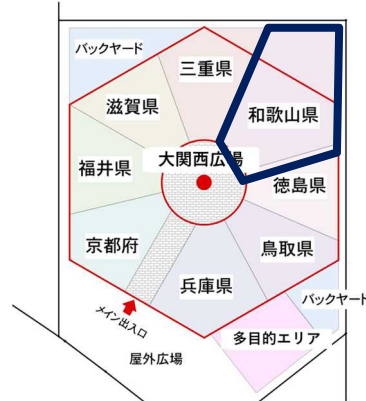 バックヤード
三重県
滋賀県
和歌山県
大関西広場
福井県
徳島県
京都府
鳥取県
兵庫県
バックヤード
メイン出入口
多目的エリア
屋外広場